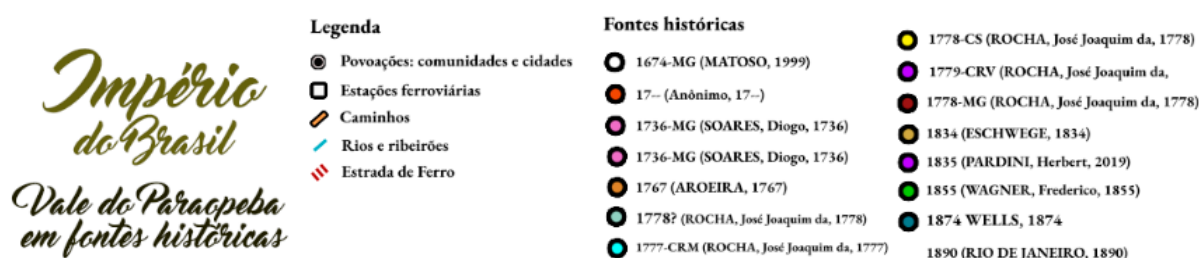 Império
do Brasil
Vale do Paraopeba
em fontes históricas
Legenda
Povoações: comunidades e cidades
Estações ferroviárias
Caminhos
Rios e ribeirões
Estrada de Ferro
Fontes históricas
1674-MG (MATOSO, 1999)
17-- (Anônimo, 17--)
1736-MG (SOARES, Diogo, 1736)
1736-MG (SOARES, Diogo, 1736)
1767 (AROEIRA, 1767)
1778? (ROCHA, José Joaquim da, 1778)
1777-CRM (ROCHA, José Joaquim da, 1777)
1778-CS (ROCHA, José Joaquim da, 1778)
1779-CRV (ROCHA, José Joaquim da,
1778-MG (ROCHA, José Joaquim da, 1778)
1834 (ESCHWEGE, 1834)
1835 (PARDINI, Herbert, 2019)
1855 (WAGNER, Frederico, 1855)
1874 WELLS, 1874
1890 (RIO DE JANEIRO, 1890)